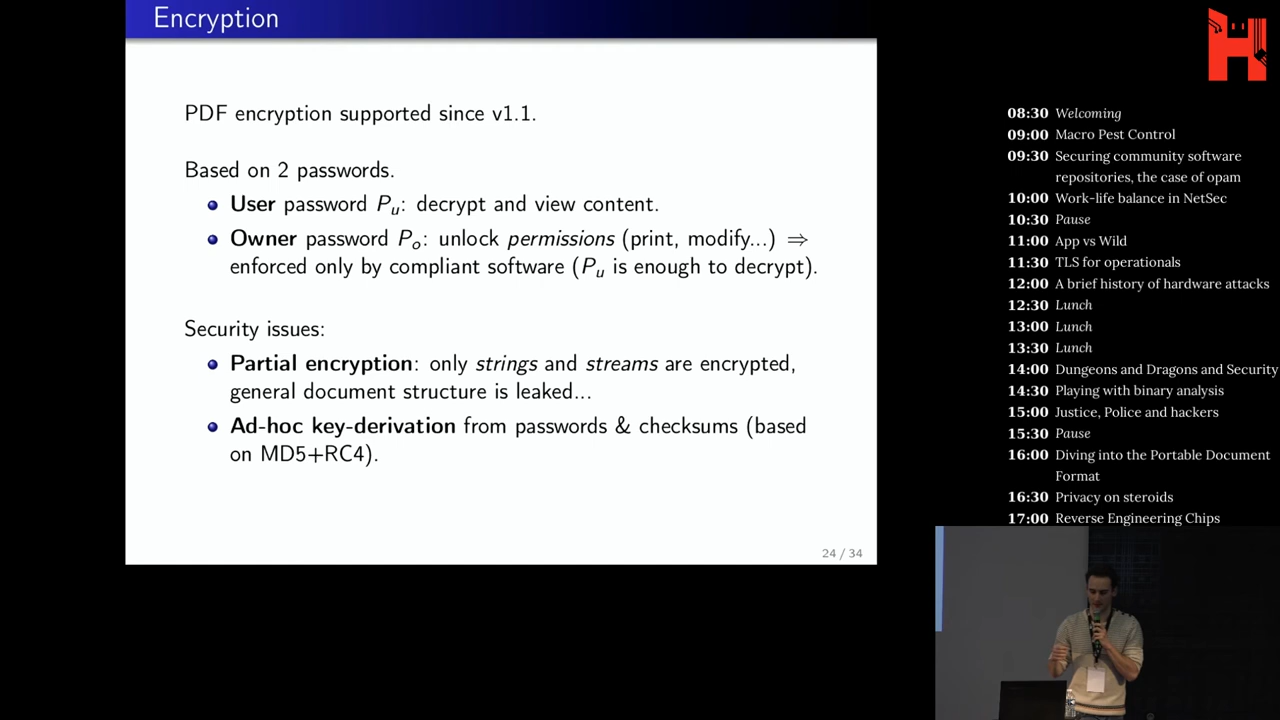 Encryption
PDF encryption supported since v1.1.
Based on 2 passwords.
User password Pu: decrypt and view content.
Owner password Po: unlock permissions (print, modify...) ⇒
enforced only by compliant software (Pu is enough to decrypt).
Security issues:
Partial encryption: only strings and streams are encrypted,
general document structure is leaked...
Ad-hoc key-derivation from passwords & checksums (based
on MD5+RC4).
24 / 34
08:30 Welcoming
09:00 Macro Pest Control
09:30 Securing community software
repositories, the case of opam
10:00 Work-life balance in NetSec
10:30 Pause
11:00 App vs Wild
11:30 TLS for operationals
12:00 A brief history of hardware attacks
12:30 Lunch
13:00 Lunch
13:30 Lunch
14:00 Dungeons and Dragons and Security
14:30 Playing with binary analysis
15:00 Justice, Police and hackers
15:30 Pause
16:00 Diving into the Portable Document
Format
16:30 Privacy on steroids
17:00 Reverse Engineering Chips